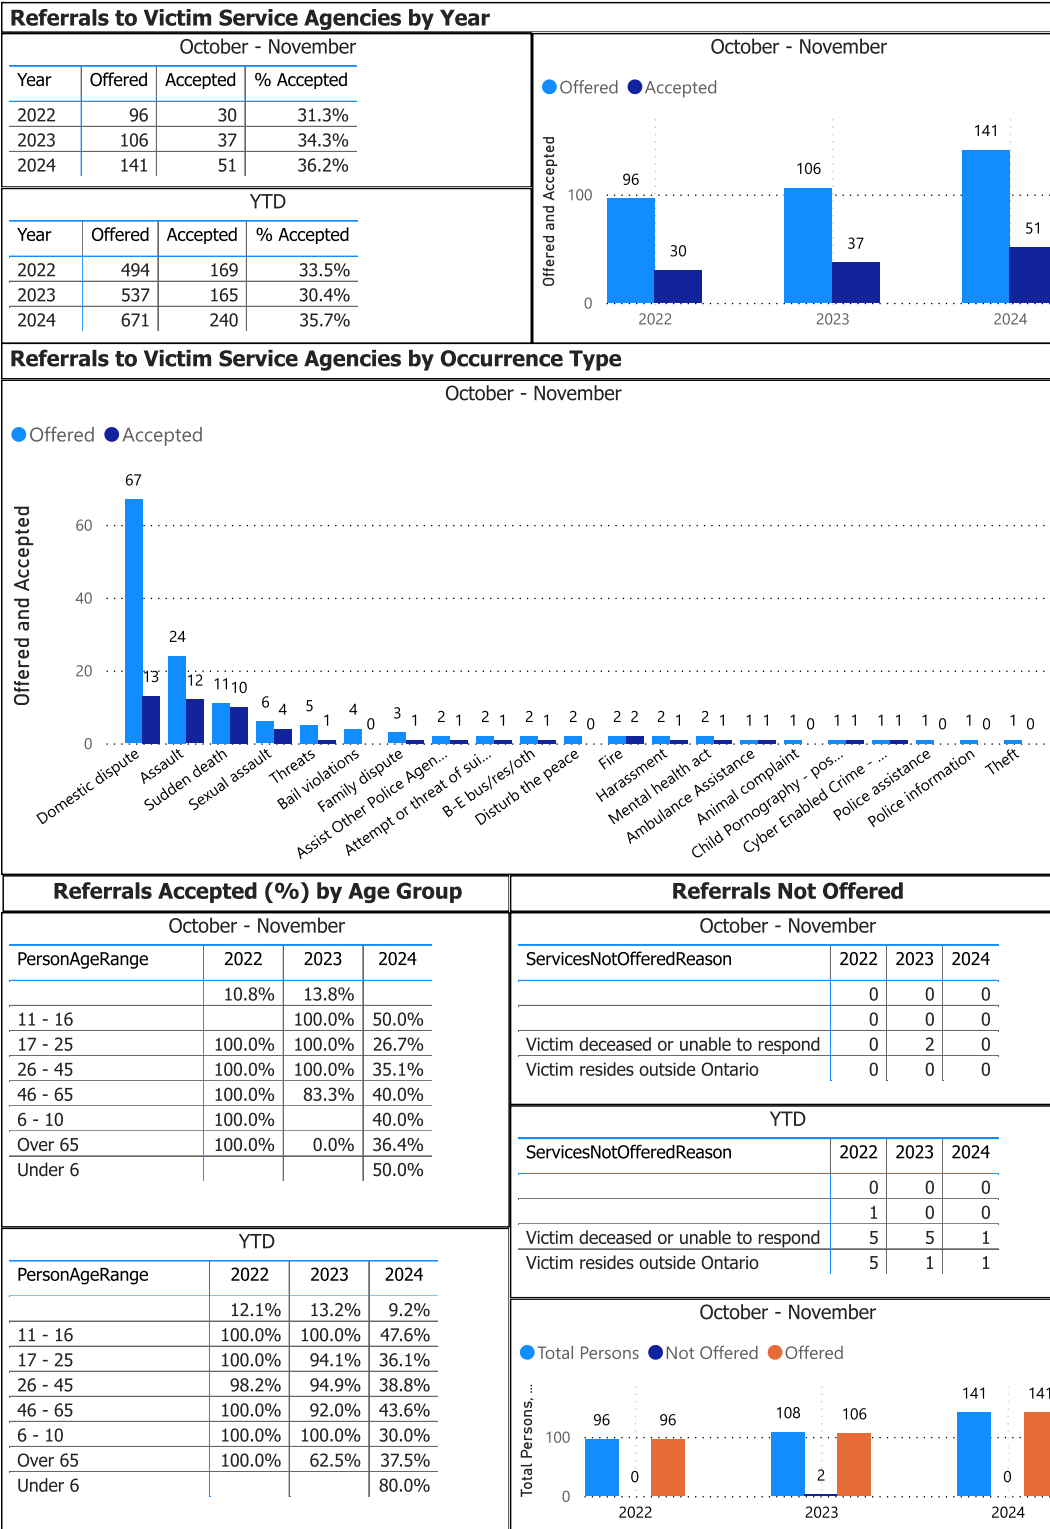 Referrals to Victim Service Agencies by Year
October - November
Year Offered Accepted % Accepted
2022 96 30 31.3%
2023 106 37 34.3%
2024 141 51 36.2%
YTD
Year Offered Accepted % Accepted
2022 494 169 33.5%
2023 537 165 30.4%
2024 671 240 35.7%
October - November
Offered Accepted
Offered and Accepted
100
0
96 30 106 37 141 51
2022 2023 2024
Referrals to Victim Service Agencies by Occurrence Type
October - November
Offered Accepted
Offered and Accepted
60
40
20
0
67 13 24 12 11 10 6 4 5 1 4 0 3 1 2 1 2 1 2 1 2 0 2 2 2 1 2 1 1 1 1 0 1 1 1 1 1 0 1 0 1 0
Domestic dispute
Assault
Sudden death
Sexual assault
Threats
Bail violations
Family dispute
Assist Other Police Agen...
Attempt or threat of sui...
B-E bus/res/oth
Disturb the peace
Fire
Harassment
Mental health act
Ambulance Assistance
Animal complaint
Child Pornography - pos...
Cyber Enabled Crime - ...
Police assistance
Police information
Theft
Referrals Accepted (%) by Age Group
October - November
PersonAgeRange 2022 2023 2024
10.8% 13.8%
11 - 16 100.0% 50.0%
17 - 25 100.0% 100.0% 26.7%
26 - 45 100.0% 100.0% 35.1%
46 - 65 100.0% 83.3% 40.0%
6 - 10 100.0% 40.0%
Over 65 100.0% 0.0% 36.4%
Under 6 50.0%
YTD
PersonAgeRange 2022 2023 2024
12.1% 13.2% 9.2%
11 - 16 100.0% 100.0% 47.6%
17 - 25 100.0% 94.1% 36.1%
26 - 45 98.2% 94.9% 38.8%
46 - 65 100.0% 92.0% 43.6%
6 - 10 100.0% 100.0% 30.0%
Over 65 100.0% 62.5% 37.5%
Under 6 80.0%
Referrals Not Offered
October - November
ServicesNotOfferedReason 2022 2023 2024
0 0 0
0 0 0
Victim deceased or unable to respond 0 2 0
Victim resides outside Ontario 0 0 0
YTD
ServicesNotOfferedReason 2022 2023 2024
0 0 0
1 0 0
Victim deceased or unable to respond 5 5 1
Victim resides outside Ontario 5 1 1
October - November
Total Persons Not Offered Offered
Total Persons, ...
100
0
96 0 96 108 2 106 141 0 141
2022 2023 2024